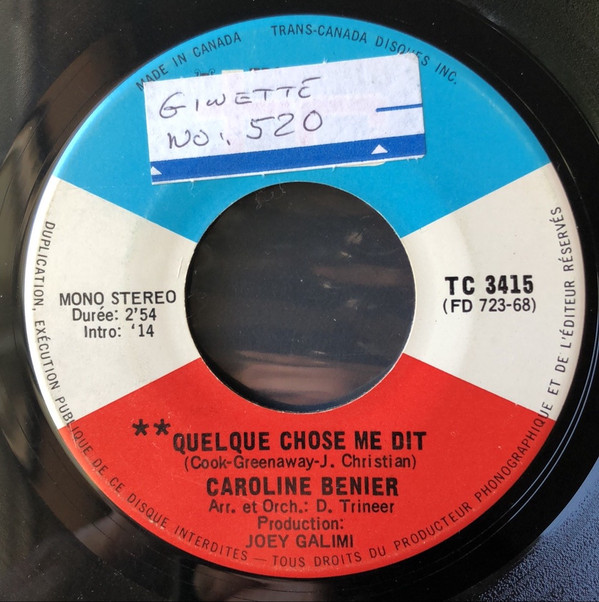 MADE IN CANADA TRANS-CANADA DISQUES INC.
GINETTE
NO. 520
MONO STEREO
Durée: 2'54
Intro: '14
TC 3415
(FD 723-68)
**QUELQUE CHOSE ME DIT
(Cook-Greenaway-J. Christian)
CAROLINE BENIER
Arr. et Orch.: D. Trineer
Production:
JOEY GALIMI
DUPLICATION, EXÉCUTION PUBLIQUE DE CE DISQUE INTERDITES – TOUS DROITS DU PRODUCTEUR PHONOGRAPHIQUE ET DE L'ÉDITEUR RÉSERVÉS